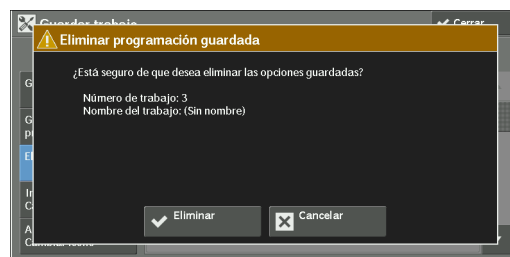 Guardar trabajo
Cerrar
Eliminar programación guardada
¿Está seguro de que desea eliminar las opciones guardadas?
Número de trabajo: 3
Nombre del trabajo: (Sin nombre)
Eliminar
Cancelar